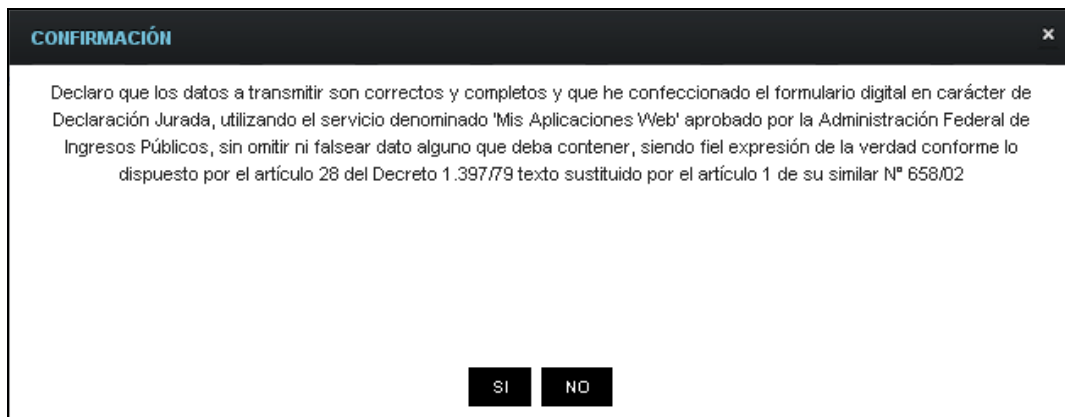 CONFIRMACIÓN
×
Declaro que los datos a transmitir son correctos y completos y que he confeccionado el formulario digital en carácter de
Declaración Jurada, utilizando el servicio denominado 'Mis Aplicaciones Web' aprobado por la Administración Federal de
Ingresos Públicos, sin omitir ni falsear dato alguno que deba contener, siendo fiel expresión de la verdad conforme lo
dispuesto por el artículo 28 del Decreto 1.397/79 texto sustituido por el artículo 1 de su similar N° 658/02
SI NO